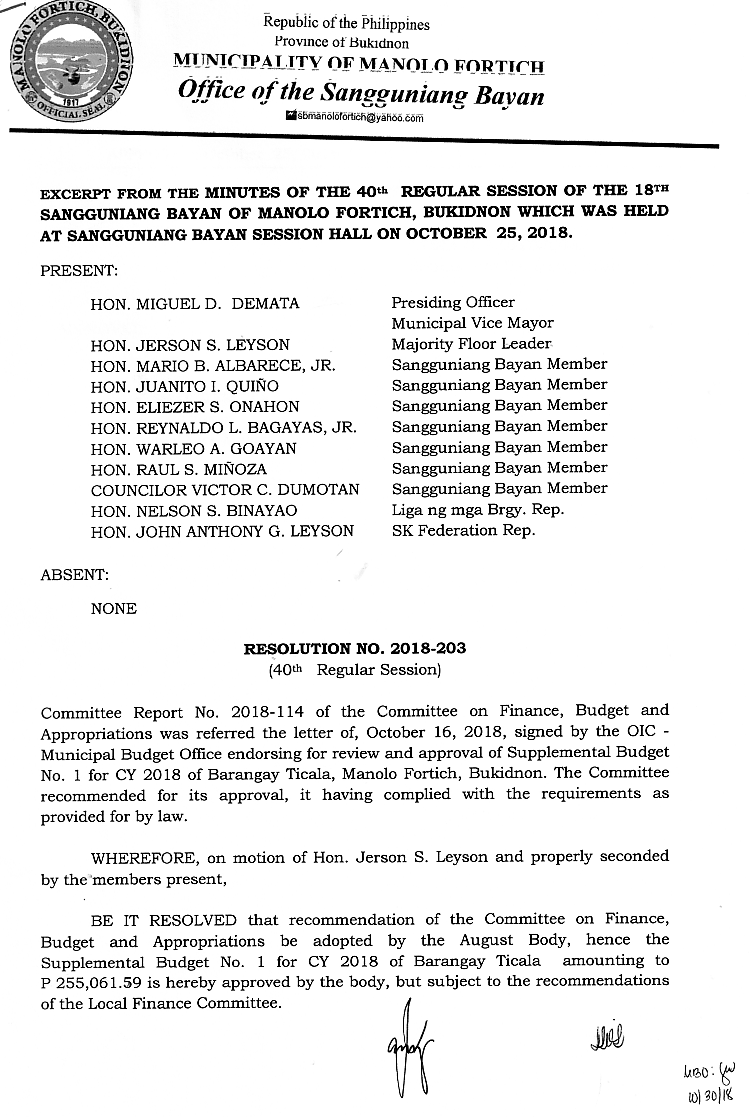 MANOLO FORTICH, BUKIDNON
1917
OFFICIAL SEAL
Republic of the Philippines
Province of Bukidnon
MUNICIPALITY OF MANOLO FORTICH
Office of the Sangguniang Bayan
sbmanolofortich@yahoo.com
EXCERPT FROM THE MINUTES OF THE 40th REGULAR SESSION OF THE 18TH
SANGGUNIANG BAYAN OF MANOLO FORTICH, BUKIDNON WHICH WAS HELD
AT SANGGUNIANG BAYAN SESSION HALL ON OCTOBER 25, 2018.
PRESENT:
HON. MIGUEL D. DEMATA Presiding Officer
Municipal Vice Mayor
HON. JERSON S. LEYSON Majority Floor Leader
HON. MARIO B. ALBARECE, JR. Sangguniang Bayan Member
HON. JUANITO I. QUIÑO Sangguniang Bayan Member
HON. ELIEZER S. ONAHON Sangguniang Bayan Member
HON. REYNALDO L. BAGAYAS, JR. Sangguniang Bayan Member
HON. WARLEO A. GOAYAN Sangguniang Bayan Member
HON. RAUL S. MIÑOZA Sangguniang Bayan Member
COUNCILOR VICTOR C. DUMOTAN Sangguniang Bayan Member
HON. NELSON S. BINAYAO Liga ng mga Brgy. Rep.
HON. JOHN ANTHONY G. LEYSON SK Federation Rep.
ABSENT:
NONE
RESOLUTION NO. 2018-203
(40th Regular Session)
Committee Report No. 2018-114 of the Committee on Finance, Budget and
Appropriations was referred the letter of, October 16, 2018, signed by the OIC -
Municipal Budget Office endorsing for review and approval of Supplemental Budget
No. 1 for CY 2018 of Barangay Ticala, Manolo Fortich, Bukidnon. The Committee
recommended for its approval, it having complied with the requirements as
provided for by law.
WHEREFORE, on motion of Hon. Jerson S. Leyson and properly seconded
by the members present,
BE IT RESOLVED that recommendation of the Committee on Finance,
Budget and Appropriations be adopted by the August Body, hence the
Supplemental Budget No. 1 for CY 2018 of Barangay Ticala amounting to
P 255,061.59 is hereby approved by the body, but subject to the recommendations
of the Local Finance Committee.
MBO:
10/30/18